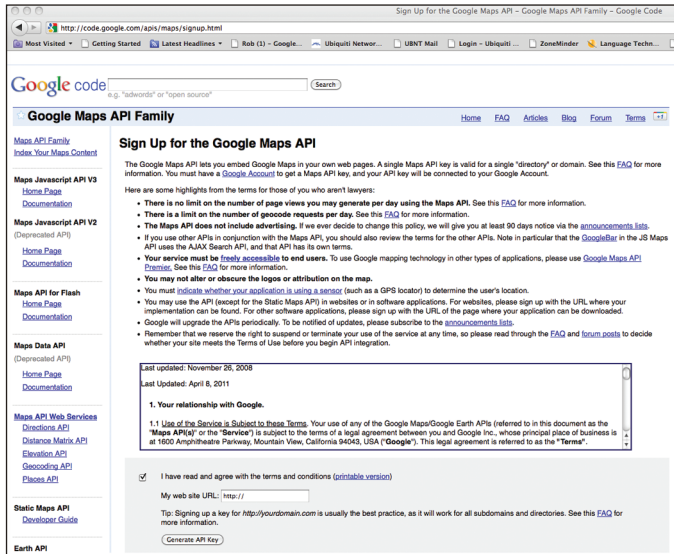 Sign Up for the Google Maps API – Google Maps API Family – Google Code
http://code.google.com/apis/maps/signup.html
Most Visited ▾ Getting Started Latest Headlines ▾ Rob (1) – Google... Ubiquiti Networ... UBNT Mail Login – Ubiquiti ... ZoneMinder Language Techn...
Google code Search
e.g. "adwords" or "open source"
Google Maps API Family Home FAQ Articles Blog Forum Terms
Maps API Family
Index Your Maps Content
Maps Javascript API V3
Home Page
Documentation
Maps Javascript API V2
(Deprecated API)
Home Page
Documentation
Maps API for Flash
Home Page
Documentation
Maps Data API
(Deprecated API)
Home Page
Documentation
Maps API Web Services
Directions API
Distance Matrix API
Elevation API
Geocoding API
Places API
Static Maps API
Developer Guide
Earth API
Sign Up for the Google Maps API
The Google Maps API lets you embed Google Maps in your own web pages. A single Maps API key is valid for a single "directory" or domain. See this FAQ for more
information. You must have a Google Account to get a Maps API key, and your API key will be connected to your Google Account.
Here are some highlights from the terms for those of you who aren't lawyers:
• There is no limit on the number of page views you may generate per day using the Maps API. See this FAQ for more information.
• There is a limit on the number of geocode requests per day. See this FAQ for more information.
• The Maps API does not include advertising. If we ever decide to change this policy, we will give you at least 90 days notice via the announcements lists.
• If you use other APIs in conjunction with the Maps API, you should also review the terms for the other APIs. Note in particular that the GoogleBar in the JS Maps
API uses the AJAX Search API, and that API has its own terms.
• Your service must be freely accessible to end users. To use Google mapping technology in other types of applications, please use Google Maps API
Premier. See this FAQ for more information.
• You may not alter or obscure the logos or attribution on the map.
• You must indicate whether your application is using a sensor (such as a GPS locator) to determine the user's location.
• You may use the API (except for the Static Maps API) in websites or in software applications. For websites, please sign up with the URL where your
implementation can be found. For other software applications, please sign up with the URL of the page where your application can be downloaded.
• Google will upgrade the APIs periodically. To be notified of updates, please subscribe to the announcements lists.
• Remember that we reserve the right to suspend or terminate your use of the service at any time, so please read through the FAQ and forum posts to decide
whether your site meets the Terms of Use before you begin API integration.
Last updated: November 26, 2008
Last Updated: April 8, 2011
1. Your relationship with Google.
1.1 Use of the Service is Subject to these Terms. Your use of any of the Google Maps/Google Earth APIs (referred to in this document as the
"Maps API(s)" or the "Service") is subject to the terms of a legal agreement between you and Google Inc., whose principal place of business is
at 1600 Amphitheatre Parkway, Mountain View, California 94043, USA ("Google"). This legal agreement is referred to as the "Terms".
I have read and agree with the terms and conditions (printable version)
My web site URL: http://
Tip: Signing up a key for http://yourdomain.com is usually the best practice, as it will work for all subdomains and directories. See this FAQ for
more information.
Generate API Key